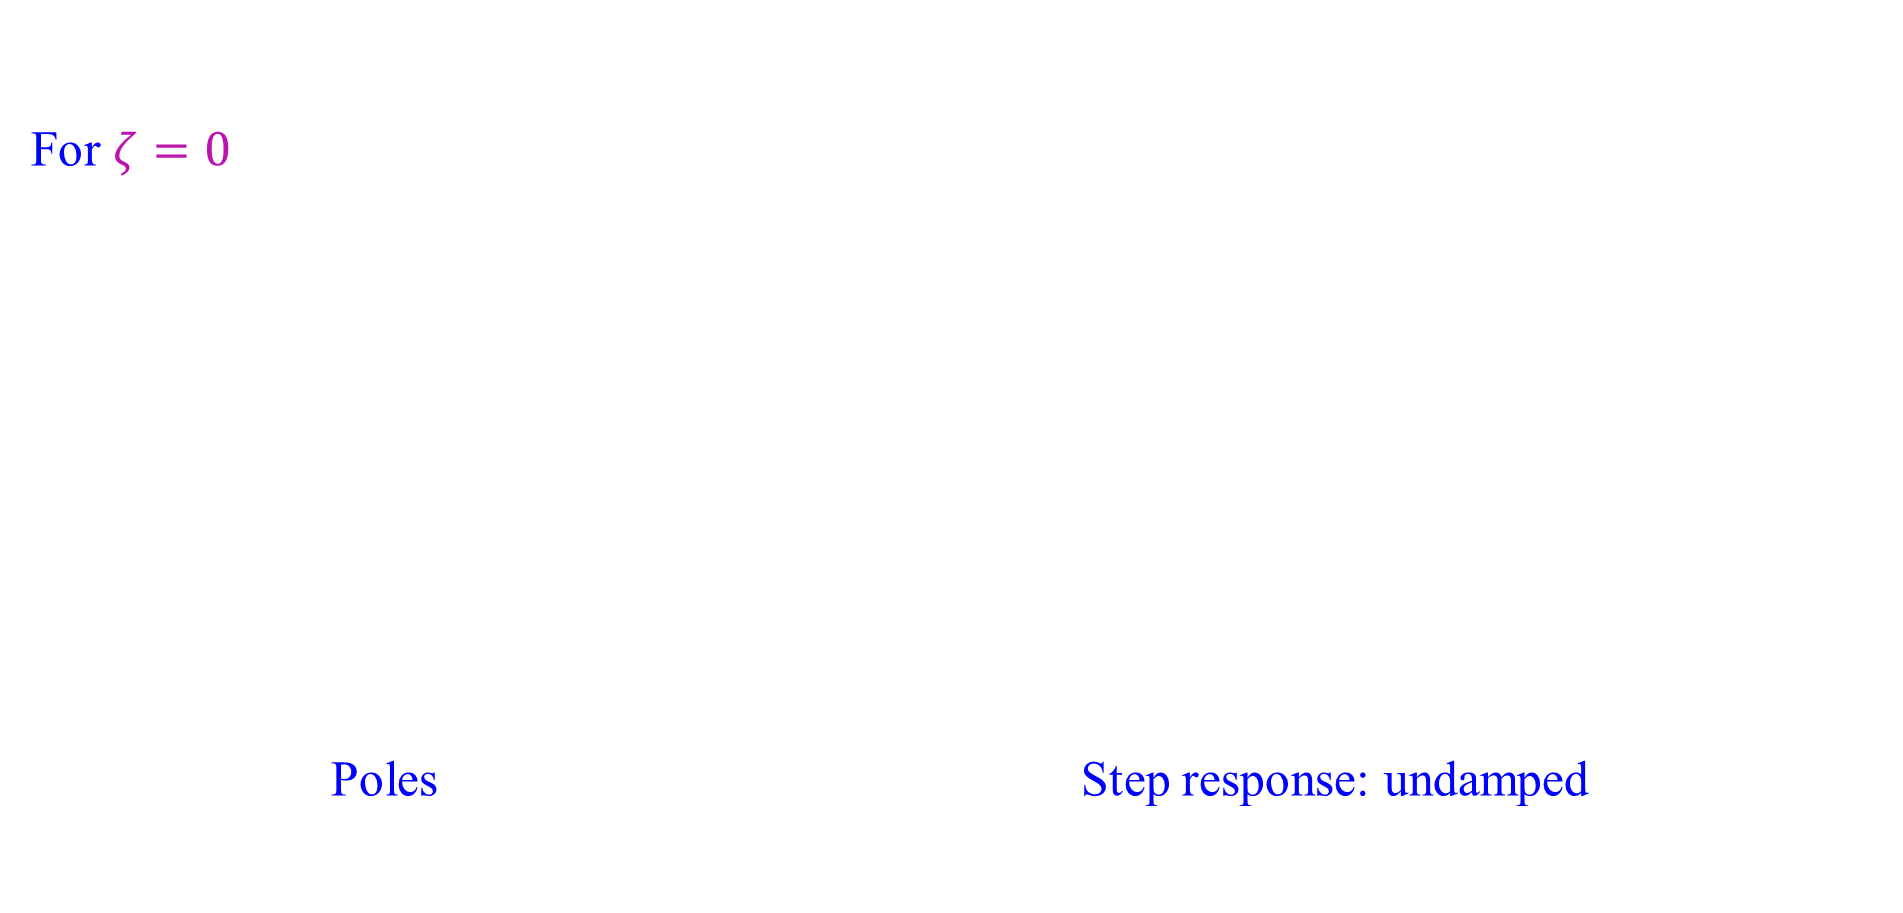 For ζ = 0
Poles
Step response: undamped